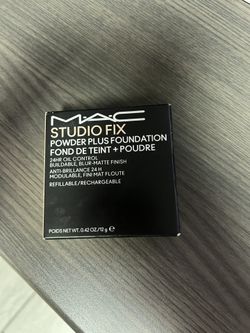 MAC
STUDIO FIX
POWDER PLUS FOUNDATION
FOND DE TEINT + POUDRE
24HR OIL CONTROL
BUILDABLE, BLUR-MATTE FINISH
ANTI-BRILLANCE 24 H
MODULABLE, FINI MAT FLOUTÉ
REFILLABLE/RECHARGEABLE
POIDS NET WT. 0.42 OZ/12 g ℮